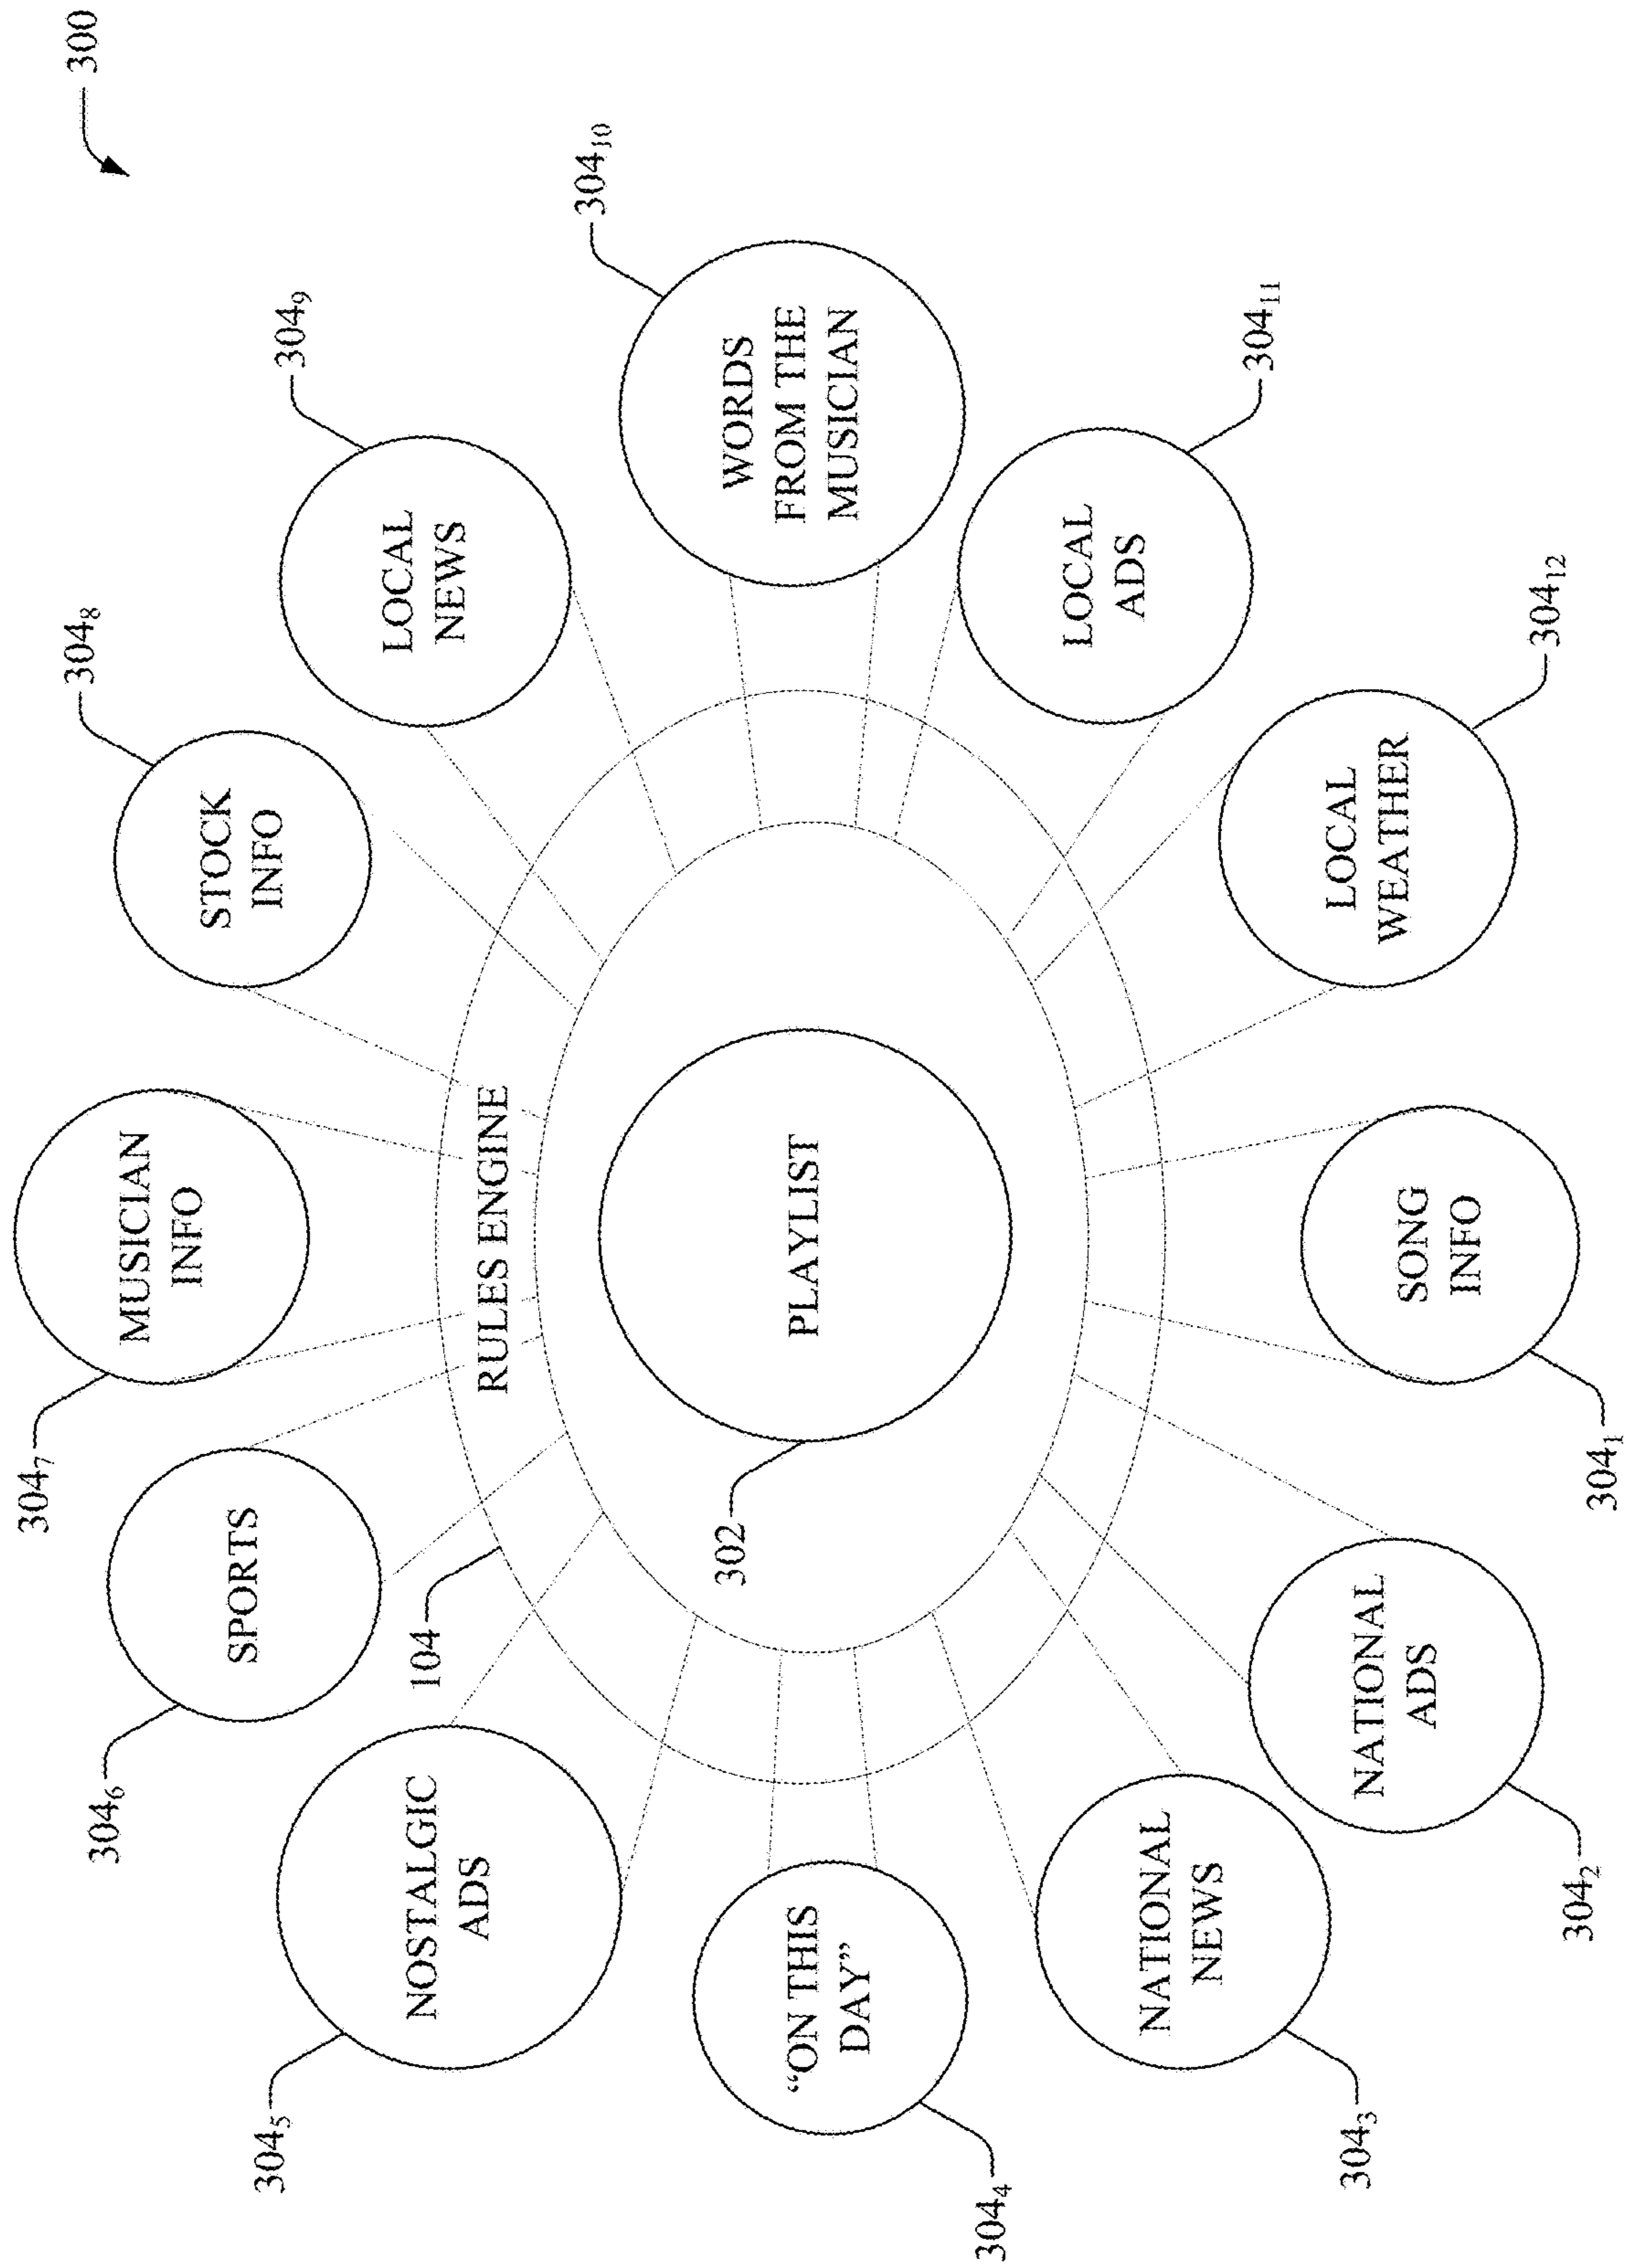 300
304₇
304₈
304₆
MUSICIAN
INFO
STOCK
INFO
SPORTS
304₅
304₉
NOSTALGIC
ADS
LOCAL
NEWS
104
RULES ENGINE
304₁₀
302
PLAYLIST
“ON THIS
DAY”
WORDS
FROM THE
MUSICIAN
304₄
LOCAL
ADS
304₁₁
NATIONAL
NEWS
304₃
NATIONAL
ADS
LOCAL
WEATHER
SONG
INFO
304₁₂
304₂
304₁